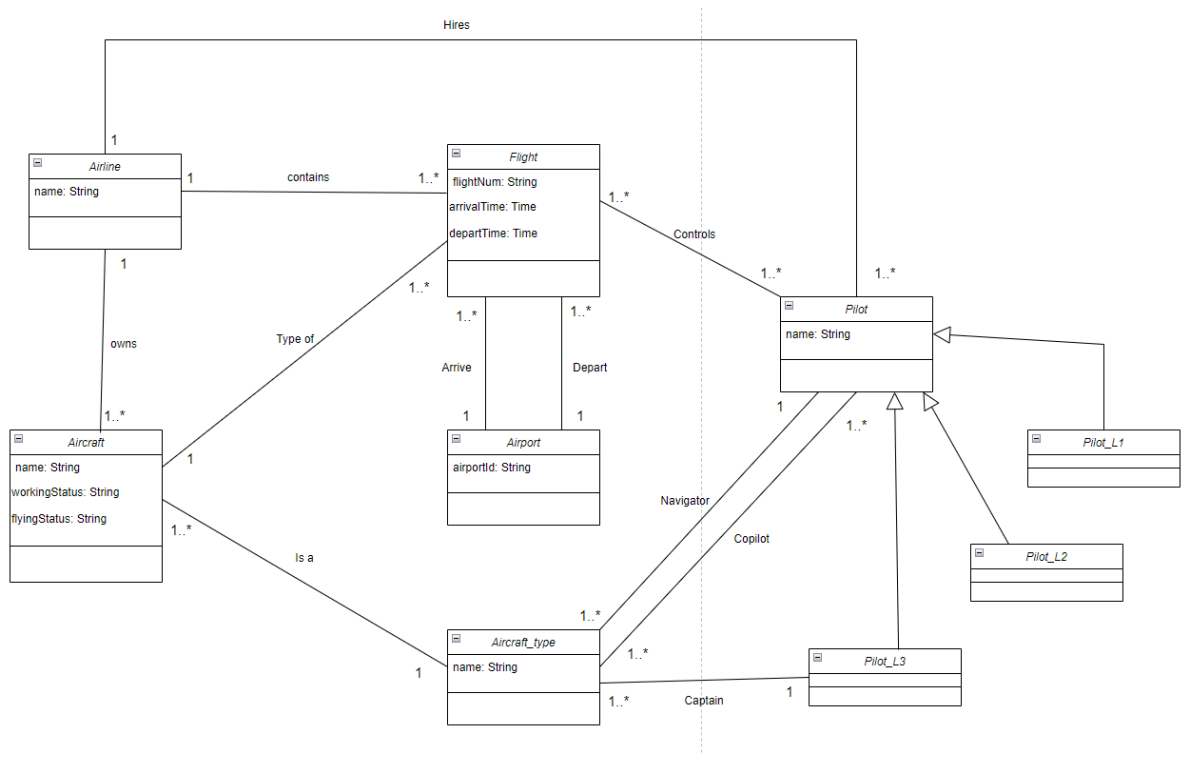 Hires
1
Airline
name: String
1
contains
1..*
Flight
flightNum: String
arrivalTime: Time
departTime: Time
1..*
Controls
1..*
1..*
1
1..*
1..*
1..*
Pilot
name: String
Type of
owns
Arrive
Depart
1..*
1
1
1
1..*
Aircraft
name: String
workingStatus: String
flyingStatus: String
1
Airport
airportId: String
Pilot_L1
1..*
Navigator
Copilot
Is a
Pilot_L2
1..*
Aircraft_type
name: String
1
1..*
Pilot_L3
1..*
Captain
1